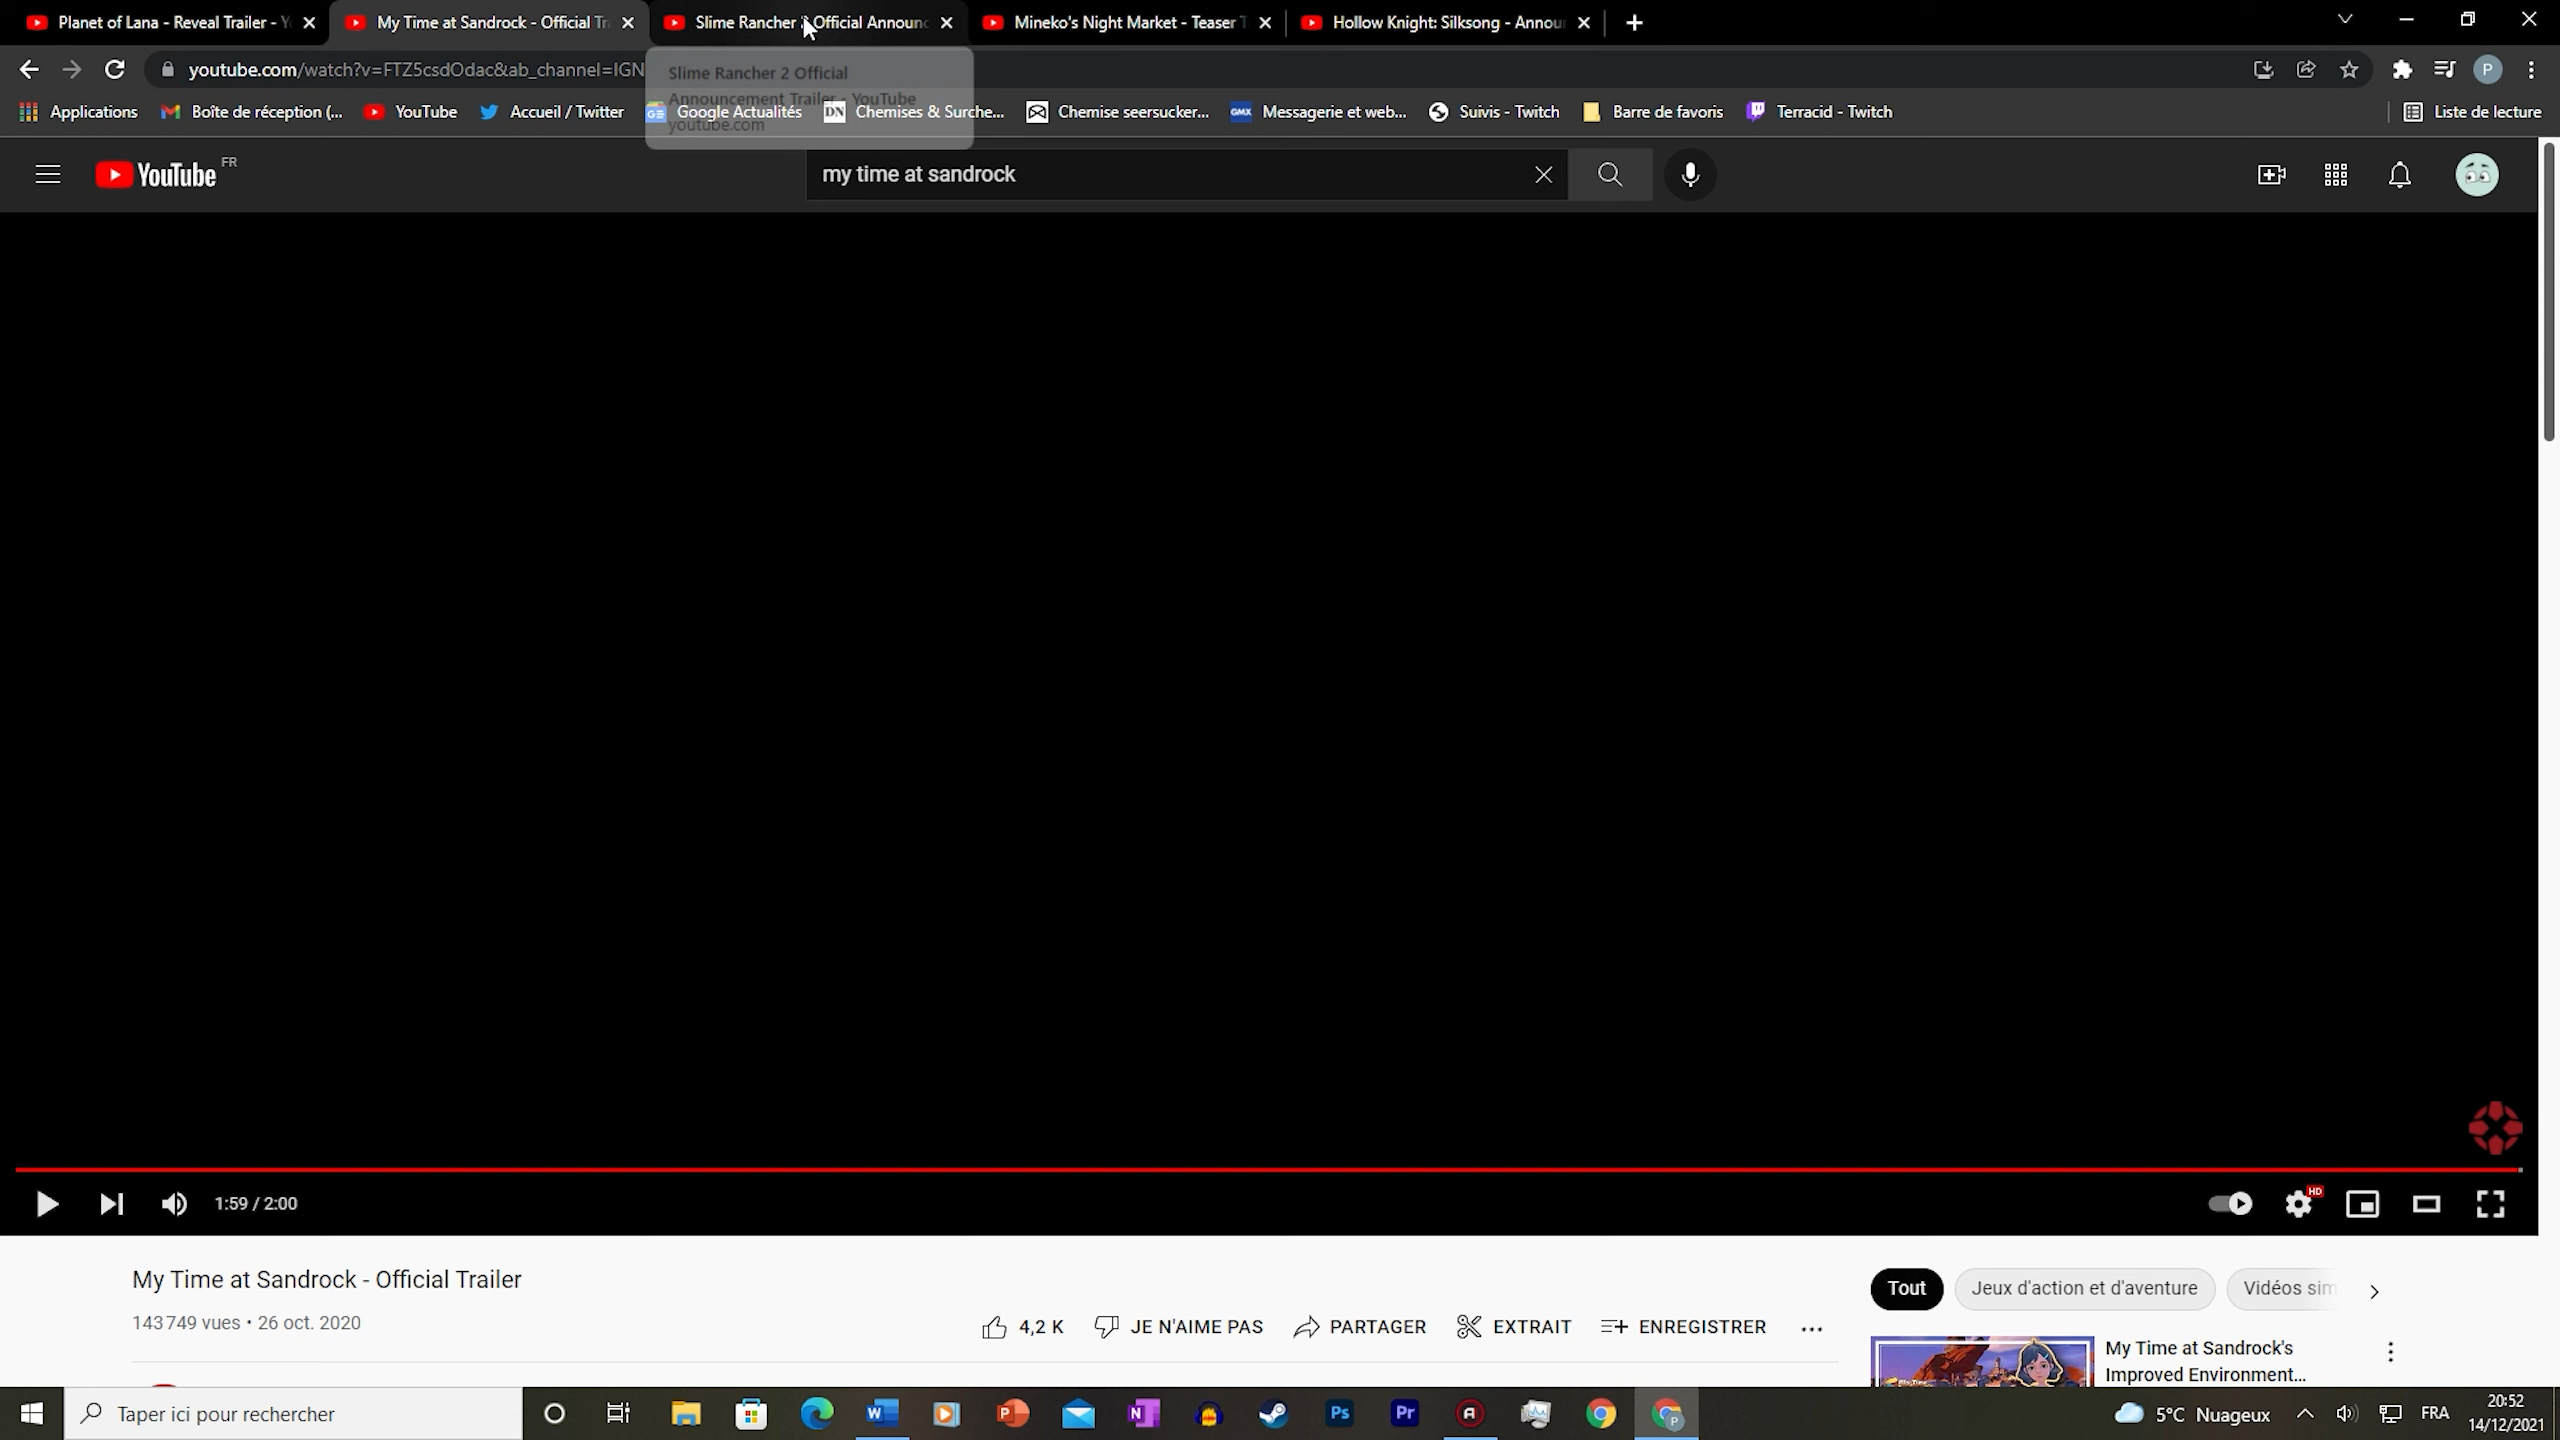 Planet of Lana - Reveal Trailer - Y
My Time at Sandrock - Official Tr
Slime Rancher 2 Official Announc
Mineko's Night Market - Teaser T
Hollow Knight: Silksong - Annou
youtube.com/watch?v=FTZ5csdOdac&ab_channel=IGN
P
Slime Rancher 2 Official
Announcement Trailer - YouTube
youtube.com
Applications
Boîte de réception (...
YouTube
Accueil / Twitter
Google Actualités
DN Chemises & Surche...
Chemise seersucker...
GMX Messagerie et web...
Suivis - Twitch
Barre de favoris
Terracid - Twitch
Liste de lecture
YouTube FR
my time at sandrock
1:59 / 2:00
HD
My Time at Sandrock - Official Trailer
143 749 vues • 26 oct. 2020
4,2 K
JE N'AIME PAS
PARTAGER
EXTRAIT
ENREGISTRER
Tout
Jeux d'action et d'aventure
Vidéos sim
My Time at Sandrock's
Improved Environment...
Taper ici pour rechercher
W
P
N
Ps
Pr
P
5°C Nuageux
FRA
20:52
14/12/2021